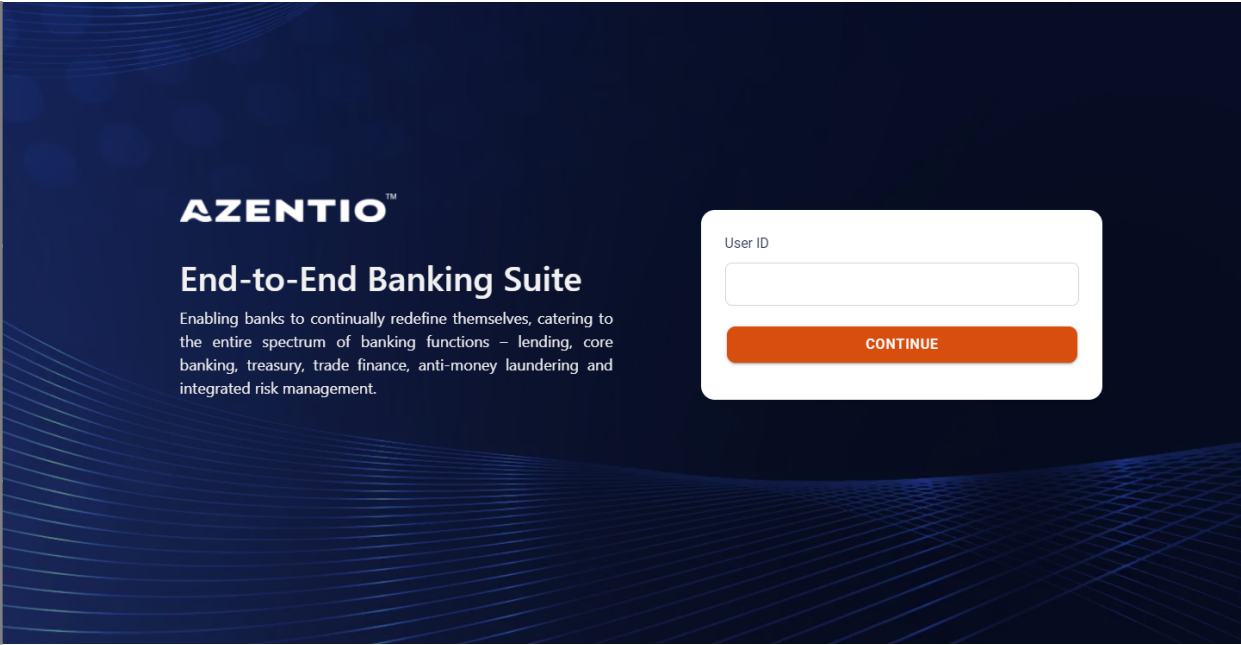 AZENTIO™
End-to-End Banking Suite
Enabling banks to continually redefine themselves, catering to
the entire spectrum of banking functions – lending, core
banking, treasury, trade finance, anti-money laundering and
integrated risk management.
User ID
CONTINUE